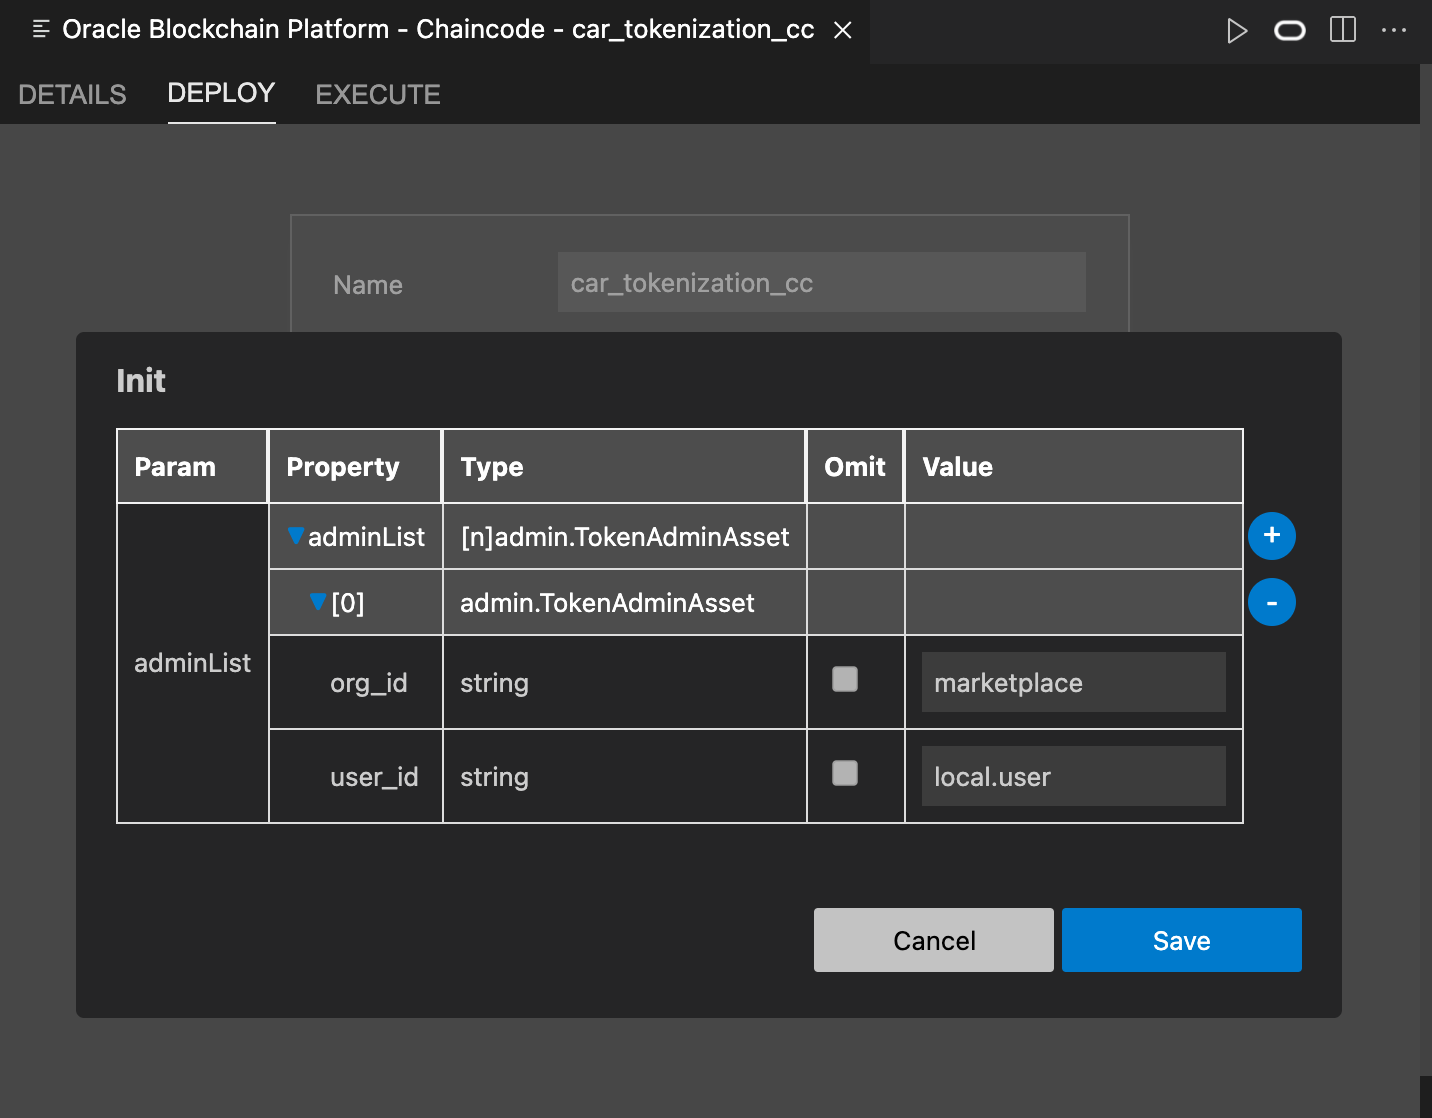 Oracle Blockchain Platform - Chaincode - car_tokenization_cc
DETAILS DEPLOY EXECUTE
Name car_tokenization_cc
Init
Param Property Type Omit Value
adminList [n]admin.TokenAdminAsset +
[0] admin.TokenAdminAsset -
adminList
org_id string marketplace
user_id string local.user
Cancel Save